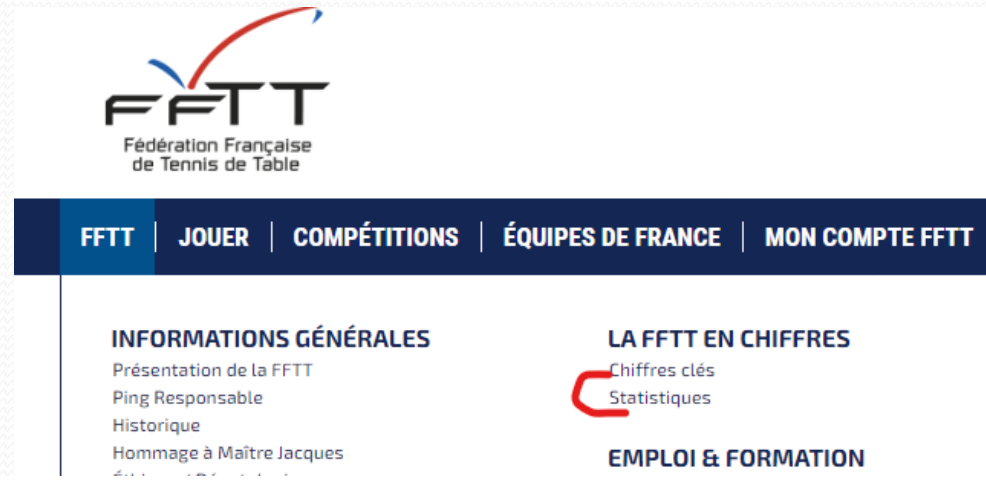 FFTT
Fédération Française
de Tennis de Table
FFTT
JOUER
COMPÉTITIONS
ÉQUIPES DE FRANCE
MON COMPTE FFTT
INFORMATIONS GÉNÉRALES
Présentation de la FFTT
Ping Responsable
Historique
Hommage à Maître Jacques
LA FFTT EN CHIFFRES
Chiffres clés
Statistiques
EMPLOI & FORMATION